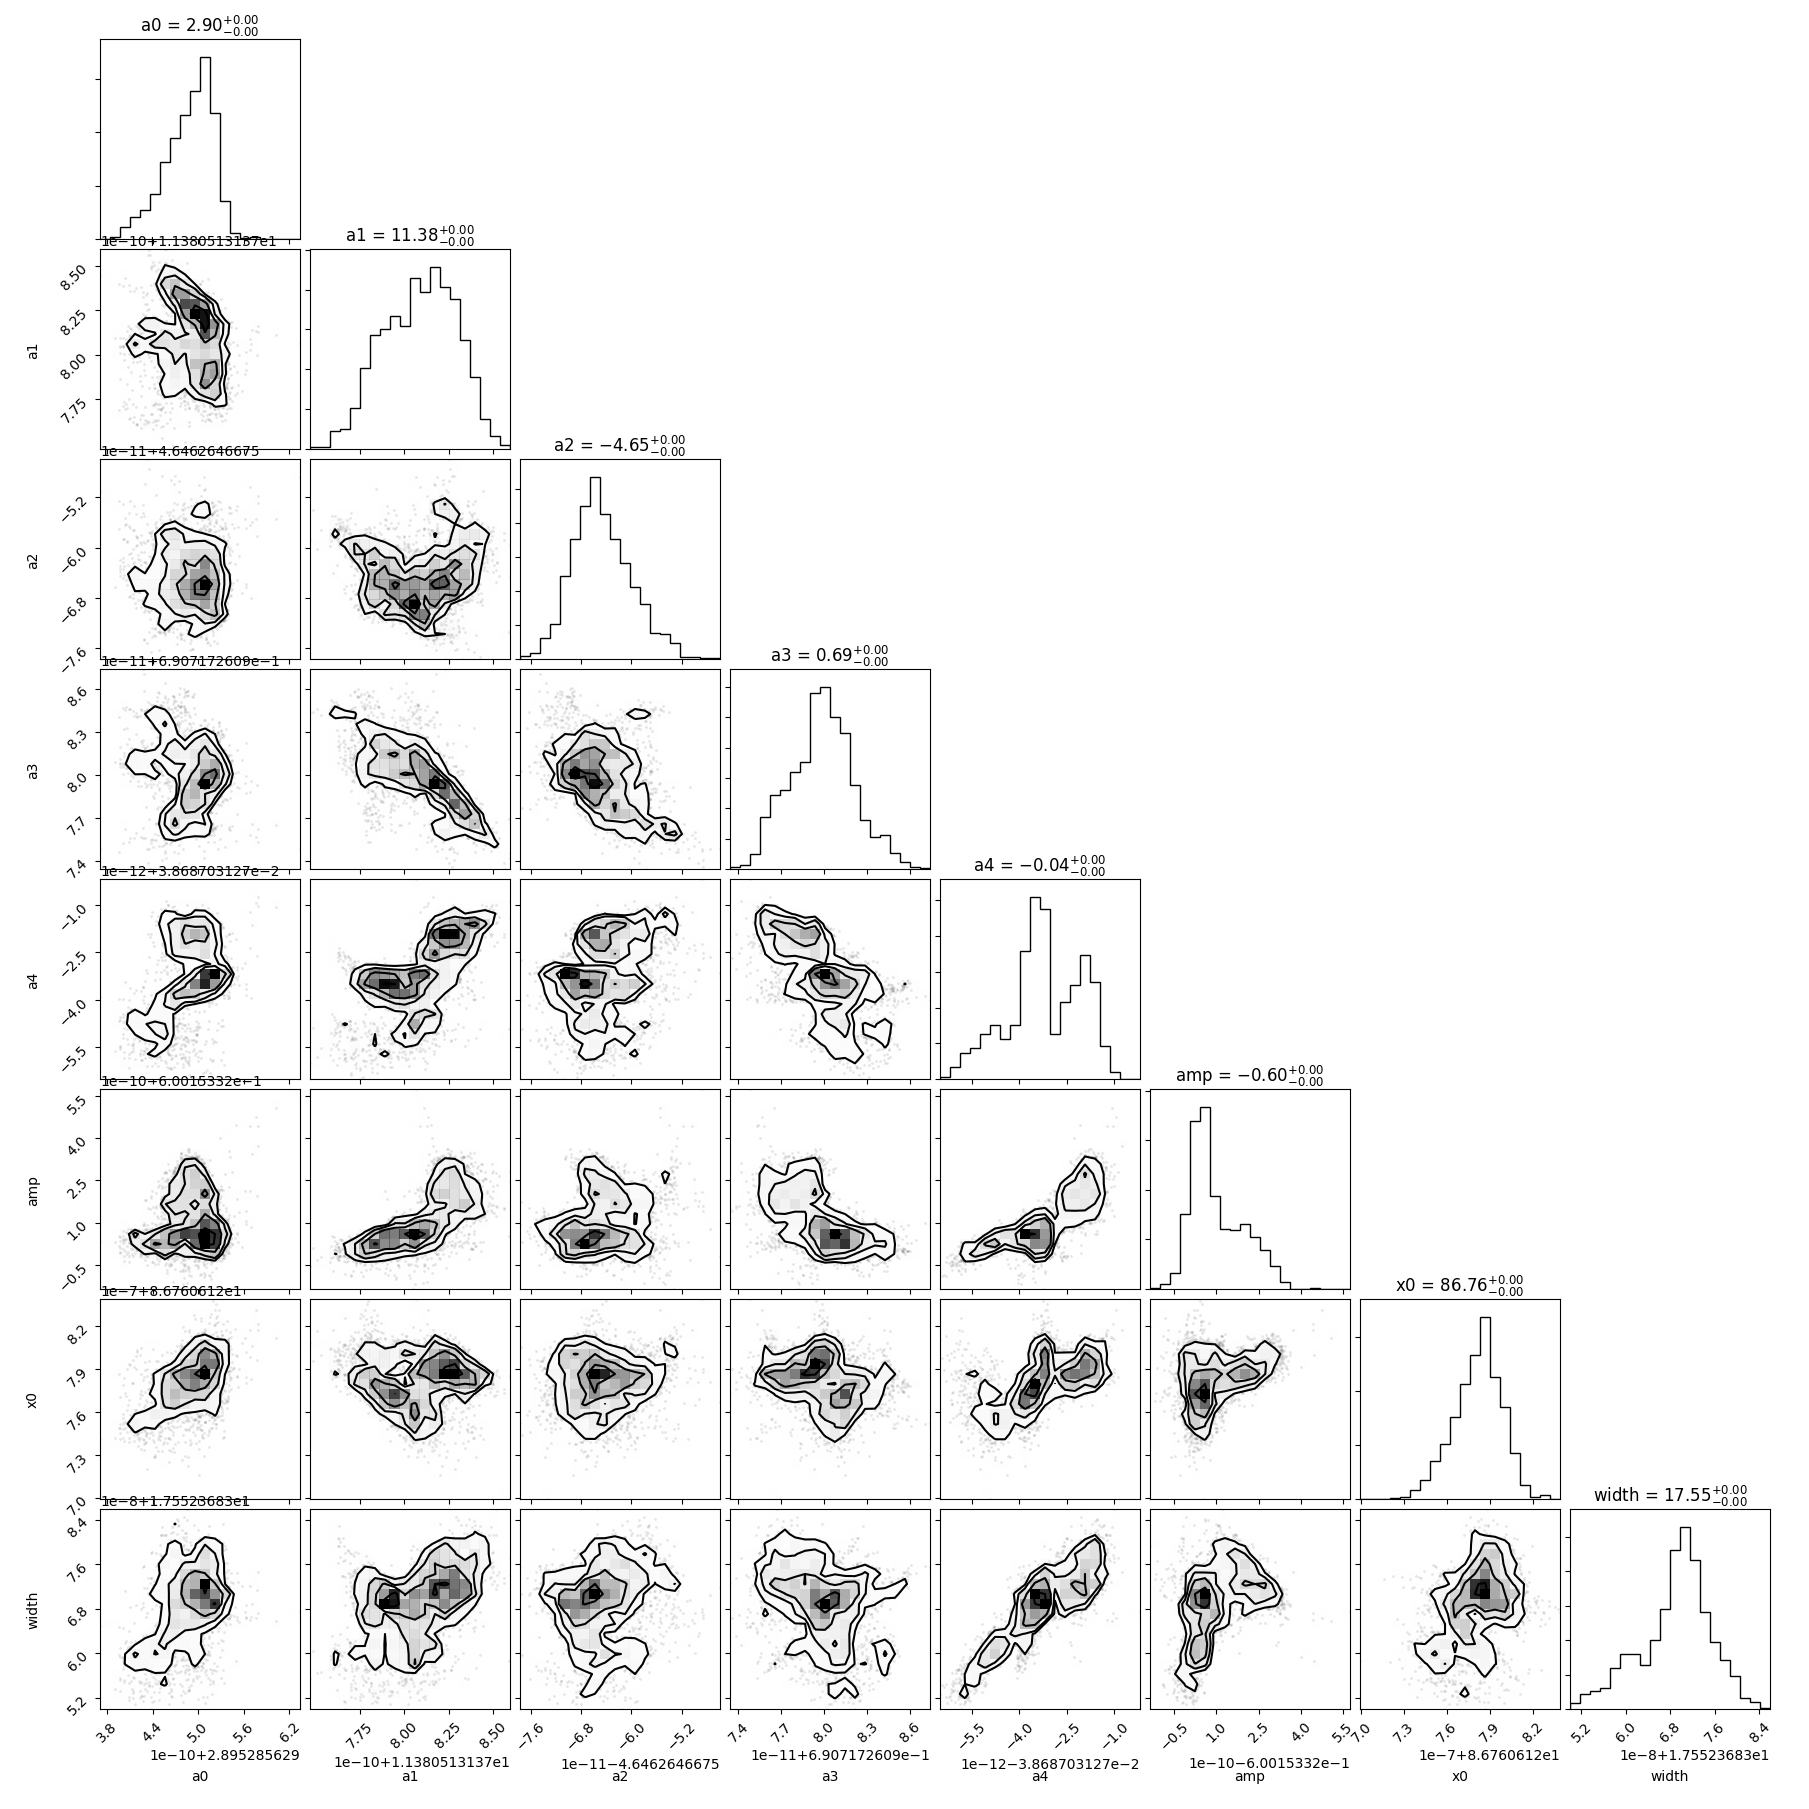 a0 = 2.90+0.00−0.00
1e−10+1.1380513137e1
a1 = 11.38+0.00−0.00
8.50
8.25
8.00
7.75
a1
1e−11+4.6462646675
a2 = −4.65+0.00−0.00
−5.2
−6.0
−6.8
−7.6
a2
1e−11+6.907172609e−1
a3 = 0.69+0.00−0.00
8.6
8.3
8.0
7.7
7.4
a3
1e−12+3.868703127e−2
a4 = −0.04+0.00−0.00
−1.0
−2.5
−4.0
−5.5
a4
1e−10+6.0015332e−1
amp = −0.60+0.00−0.00
5.5
4.0
2.5
1.0
−0.5
amp
1e−7+8.6760612e1
x0 = 86.76+0.00−0.00
8.2
7.9
7.6
7.3
7.0
x0
1e−8+1.75523683e1
width = 17.55+0.00−0.00
8.4
7.6
6.8
6.0
5.2
width
3.8 4.4 5.0 5.6 6.2 7.75 8.00 8.25 8.50 −7.6 −6.8 −6.0 −5.2 7.4 7.7 8.0 8.3 8.6 −5.5 −4.0 −2.5 −1.0 −0.5 1.0 2.5 4.0 5.5 7.0 7.3 7.6 7.9 8.2 5.2 6.0 6.8 7.6 8.4
1e−10+2.895285629 1e−10+1.1380513137e1 1e−11−4.6462646675 1e−11+6.907172609e−1 1e−12−3.868703127e−2 1e−10−6.0015332e−1 1e−7+8.6760612e1 1e−8+1.75523683e1
a0 a1 a2 a3 a4 amp x0 width